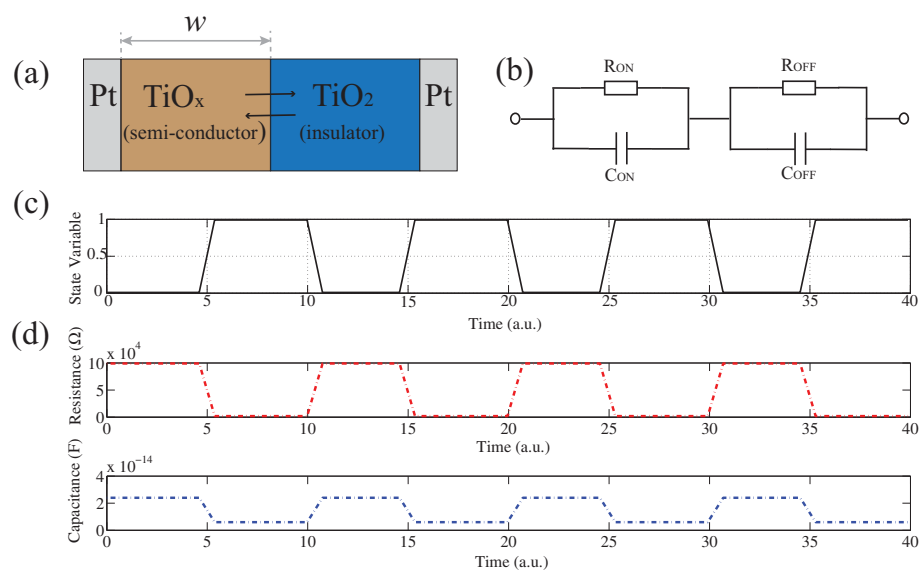 w
(a)
Pt
TiOx
TiO2
Pt
(semi-conductor)
(insulator)
(b)
RON
ROFF
CON
COFF
(c)
State Variable
1
0.5
0
0
5
10
15
20
25
30
35
40
Time (a.u.)
(d)
Resistance (Ω)
x 10^4
10
5
0
0
5
10
15
20
25
30
35
40
Time (a.u.)
Capacitance (F)
x 10^−14
4
2
0
0
5
10
15
20
25
30
35
40
Time (a.u.)